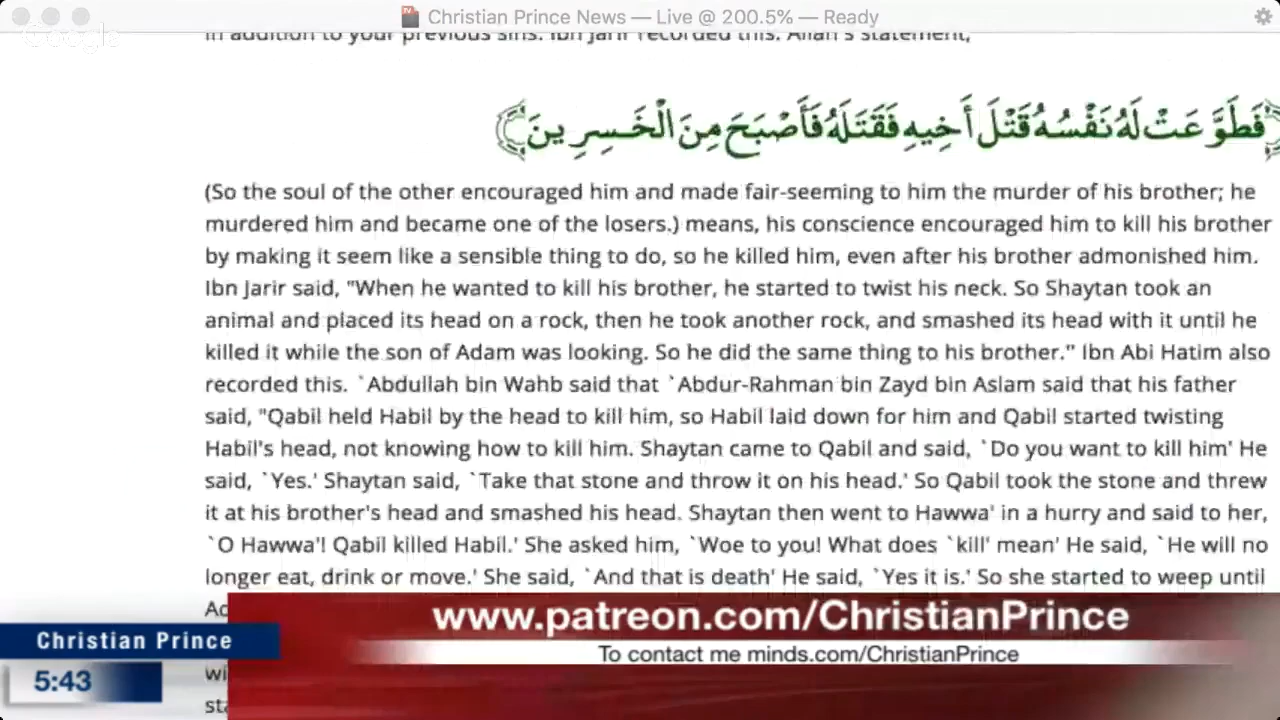 Christian Prince News — Live @ 200.5% — Ready
Google
in addition to your previous sins. Ibn Jarir recorded this. Allah's statement,
﴿فَطَوَّعَتْ لَهُ نَفْسُهُ قَتْلَ أَخِيهِ فَقَتَلَهُ فَأَصْبَحَ مِنَ الْخَـسِرِينَ﴾
(So the soul of the other encouraged him and made fair-seeming to him the murder of his brother; he
murdered him and became one of the losers.) means, his conscience encouraged him to kill his brother
by making it seem like a sensible thing to do, so he killed him, even after his brother admonished him.
Ibn Jarir said, "When he wanted to kill his brother, he started to twist his neck. So Shaytan took an
animal and placed its head on a rock, then he took another rock, and smashed its head with it until he
killed it while the son of Adam was looking. So he did the same thing to his brother." Ibn Abi Hatim also
recorded this. `Abdullah bin Wahb said that `Abdur-Rahman bin Zayd bin Aslam said that his father
said, "Qabil held Habil by the head to kill him, so Habil laid down for him and Qabil started twisting
Habil's head, not knowing how to kill him. Shaytan came to Qabil and said, `Do you want to kill him' He
said, `Yes.' Shaytan said, `Take that stone and throw it on his head.' So Qabil took the stone and threw
it at his brother's head and smashed his head. Shaytan then went to Hawwa' in a hurry and said to her,
`O Hawwa'! Qabil killed Habil.' She asked him, `Woe to you! What does `kill' mean' He said, `He will no
longer eat, drink or move.' She said, `And that is death' He said, `Yes it is.' So she started to weep until
www.patreon.com/ChristianPrince
Christian Prince
To contact me minds.com/ChristianPrince
5:43